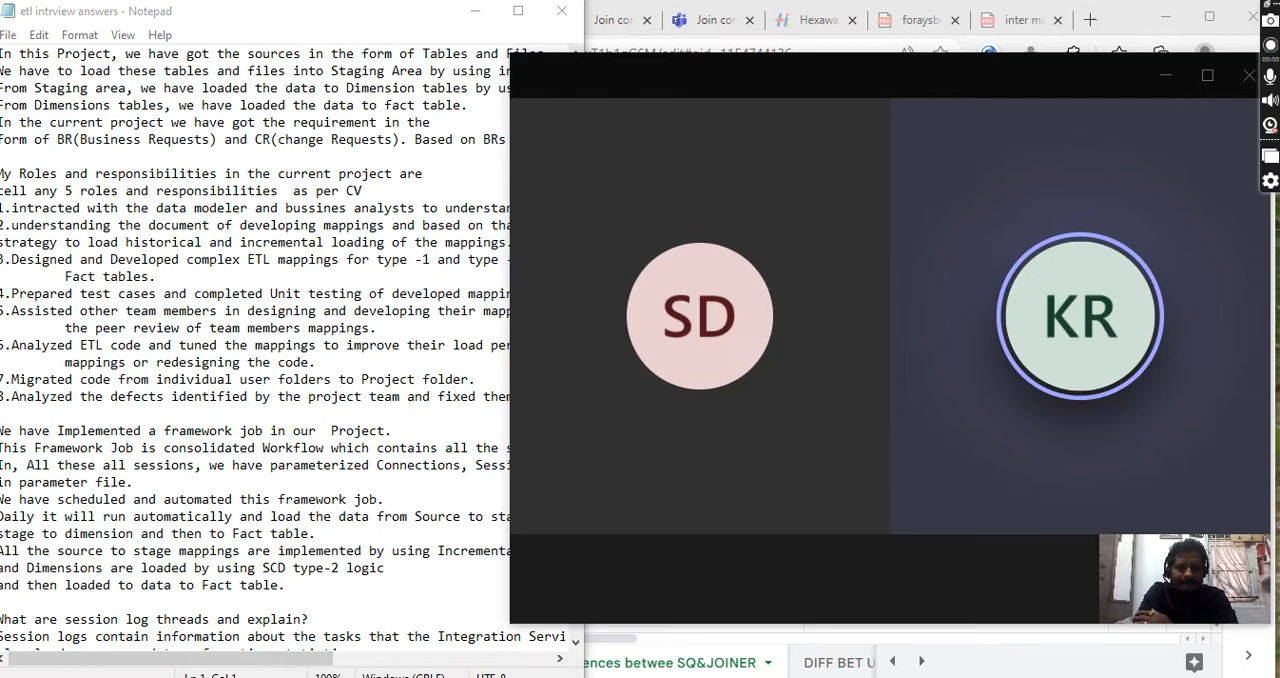 etl intrview answers - Notepad
File Edit Format View Help
In this Project, we have got the sources in the form of Tables and Files
We have to load these tables and files into Staging Area by using in
From Staging area, we have loaded the data to Dimension tables by us
From Dimensions tables, we have loaded the data to fact table.
In the current project we have got the requirement in the
form of BR(Business Requests) and CR(change Requests). Based on BRs
My Roles and responsibilities in the current project are
tell any 5 roles and responsibilities as per CV
1.intracted with the data modeler and bussines analysts to understan
2.understanding the document of developing mappings and based on tha
strategy to load historical and incremental loading of the mappings.
3.Designed and Developed complex ETL mappings for type -1 and type -
Fact tables.
4.Prepared test cases and completed Unit testing of developed mappin
5.Assisted other team members in designing and developing their mapp
the peer review of team members mappings.
6.Analyzed ETL code and tuned the mappings to improve their load per
mappings or redesigning the code.
7.Migrated code from individual user folders to Project folder.
8.Analyzed the defects identified by the project team and fixed them
We have Implemented a framework job in our Project.
This Framework Job is consolidated Workflow which contains all the s
In, All these all sessions, we have parameterized Connections, Sessi
in parameter file.
We have scheduled and automated this framework job.
Daily it will run automatically and load the data from Source to sta
stage to dimension and then to Fact table.
All the source to stage mappings are implemented by using Incrementa
and Dimensions are loaded by using SCD type-2 logic
and then loaded to data to Fact table.
What are session log threads and explain?
Session logs contain information about the tasks that the Integration Servi
Ln 1, Col 1 100% Windows (CRLF) UTF-8
Join cor Join cor Hexawa foraysb inter ma
SD
KR
00:00
ences betwee SQ&JOINER DIFF BET U